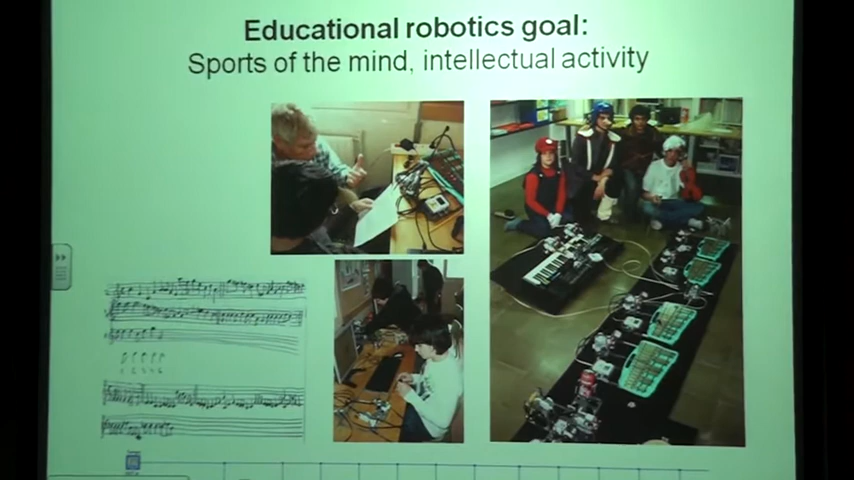 Educational robotics goal:
Sports of the mind, intellectual activity